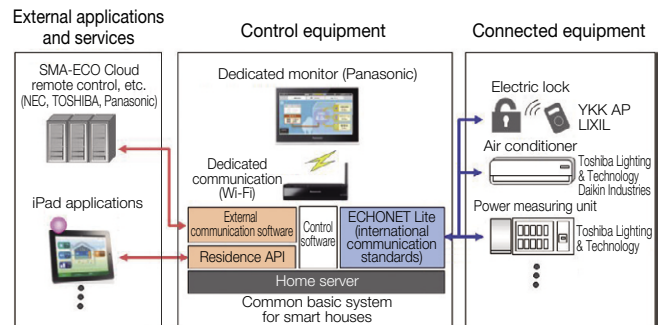 External applications
and services
SMA-ECO Cloud
remote control, etc.
(NEC, TOSHIBA, Panasonic)
iPad applications
Control equipment
Dedicated monitor (Panasonic)
Dedicated
communication
(Wi-Fi)
External
communication software
Residence API
Control
software
ECHONET Lite
(international
communication
standards)
Home server
Common basic system
for smart houses
Connected equipment
Electric lock
YKK AP
LIXIL
Air conditioner
Toshiba Lighting
& Technology
Daikin Industries
Power measuring unit
Toshiba Lighting
& Technology